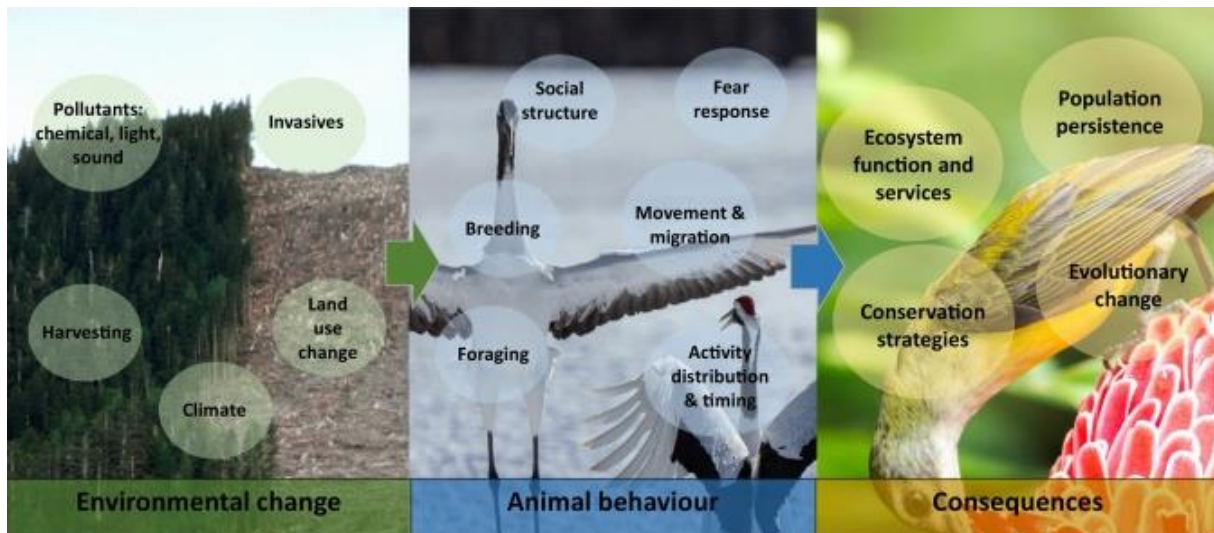 Pollutants:
chemical, light,
sound
Invasives
Harvesting
Land
use
change
Climate
Environmental change
Social
structure
Fear
response
Breeding
Movement &
migration
Foraging
Activity
distribution
& timing
Animal behaviour
Population
persistence
Ecosystem
function and
services
Evolutionary
change
Conservation
strategies
Consequences